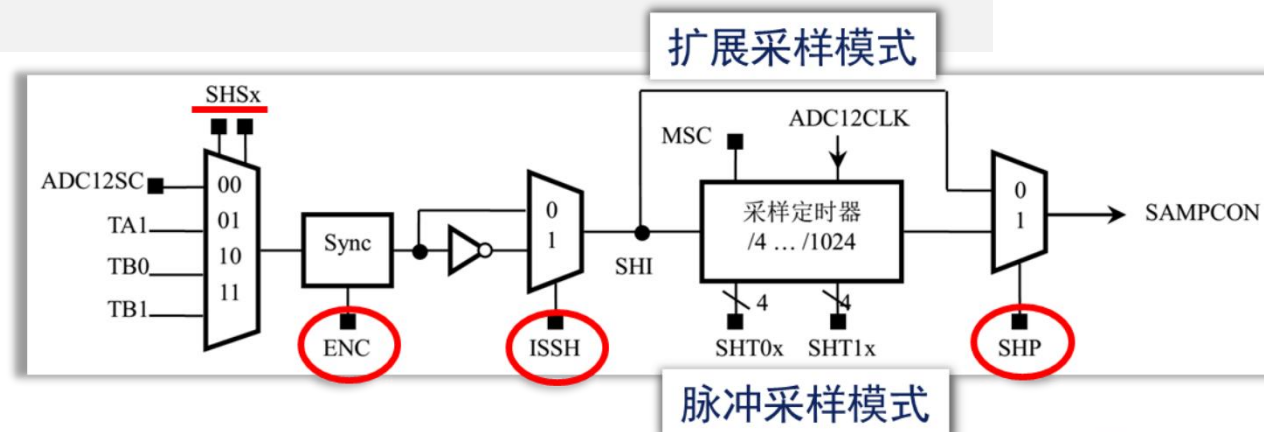 扩展采样模式
SHSx
ADC12SC
TA1
TB0
TB1
00
01
10
11
Sync
ENC
0
1
ISSH
SHI
MSC
ADC12CLK
采样定时器
/4 ... /1024
4
4
SHT0x
SHT1x
0
1
SHP
SAMPCON
脉冲采样模式